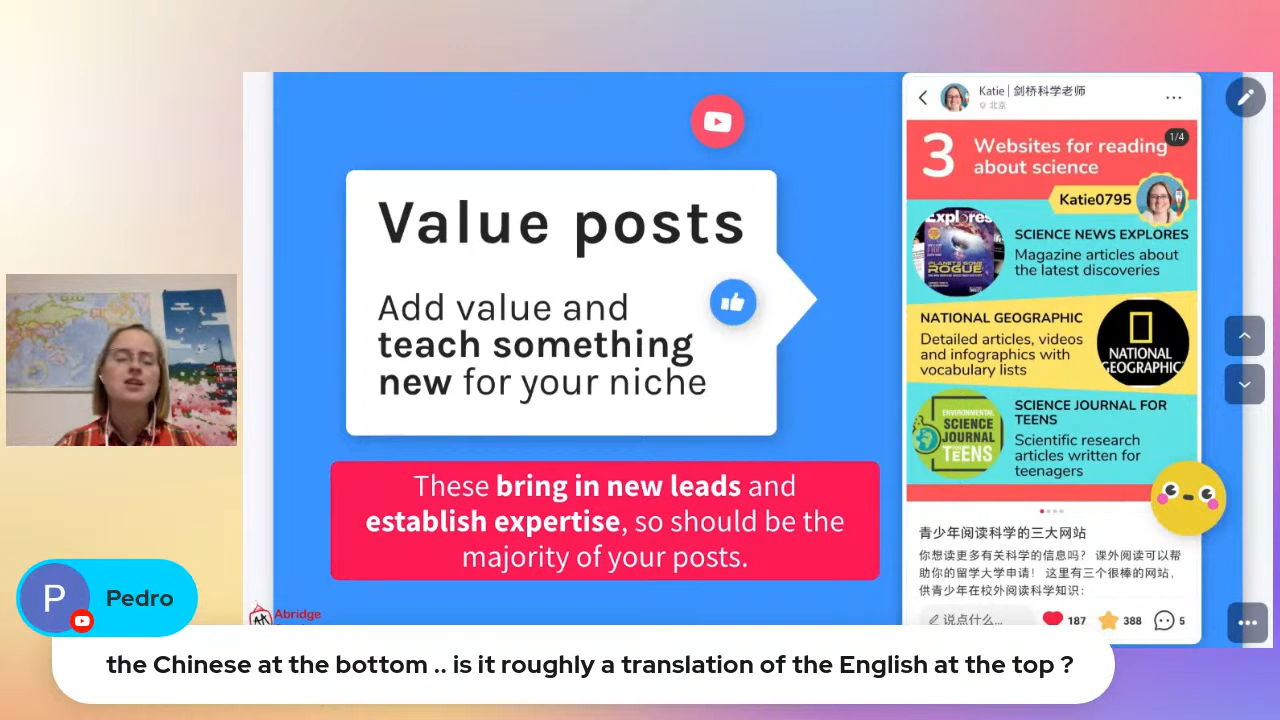 Value posts
Add value and
teach something
new for your niche
These bring in new leads and
establish expertise, so should be the
majority of your posts.
Abridge
Katie | 剑桥科学老师
北京
1/4
3
Websites for reading
about science
Katie0795
Explores
PLANETS GONE
ROGUE
SCIENCE NEWS EXPLORES
Magazine articles about
the latest discoveries
NATIONAL GEOGRAPHIC
Detailed articles, videos
and infographics with
vocabulary lists
NATIONAL
GEOGRAPHIC
ENVIRONMENTAL
SCIENCE
JOURNAL
for
TEENS
SCIENCE JOURNAL FOR
TEENS
Scientific research
articles written for
teenagers
青少年阅读科学的三大网站
你想读更多有关科学的信息吗? 课外阅读可以帮
助你的留学大学申请! 这里有三个很棒的网站,
供青少年在校外阅读科学知识:
说点什么...
187
388
5
P
Pedro
the Chinese at the bottom .. is it roughly a translation of the English at the top ?